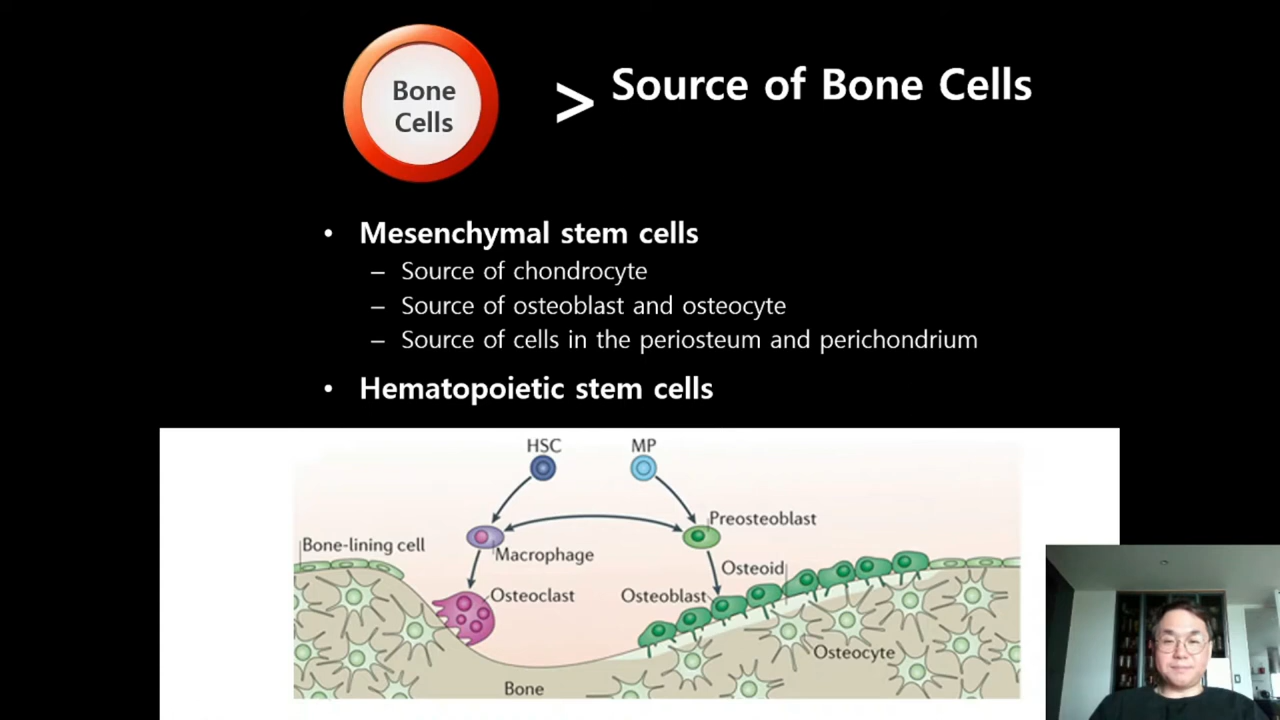 Bone
Cells
> Source of Bone Cells
• Mesenchymal stem cells
– Source of chondrocyte
– Source of osteoblast and osteocyte
– Source of cells in the periosteum and perichondrium
• Hematopoietic stem cells
HSC
MP
Preosteoblast
Bone-lining cell
Macrophage
Osteoid
Osteoclast
Osteoblast
Osteocyte
Bone